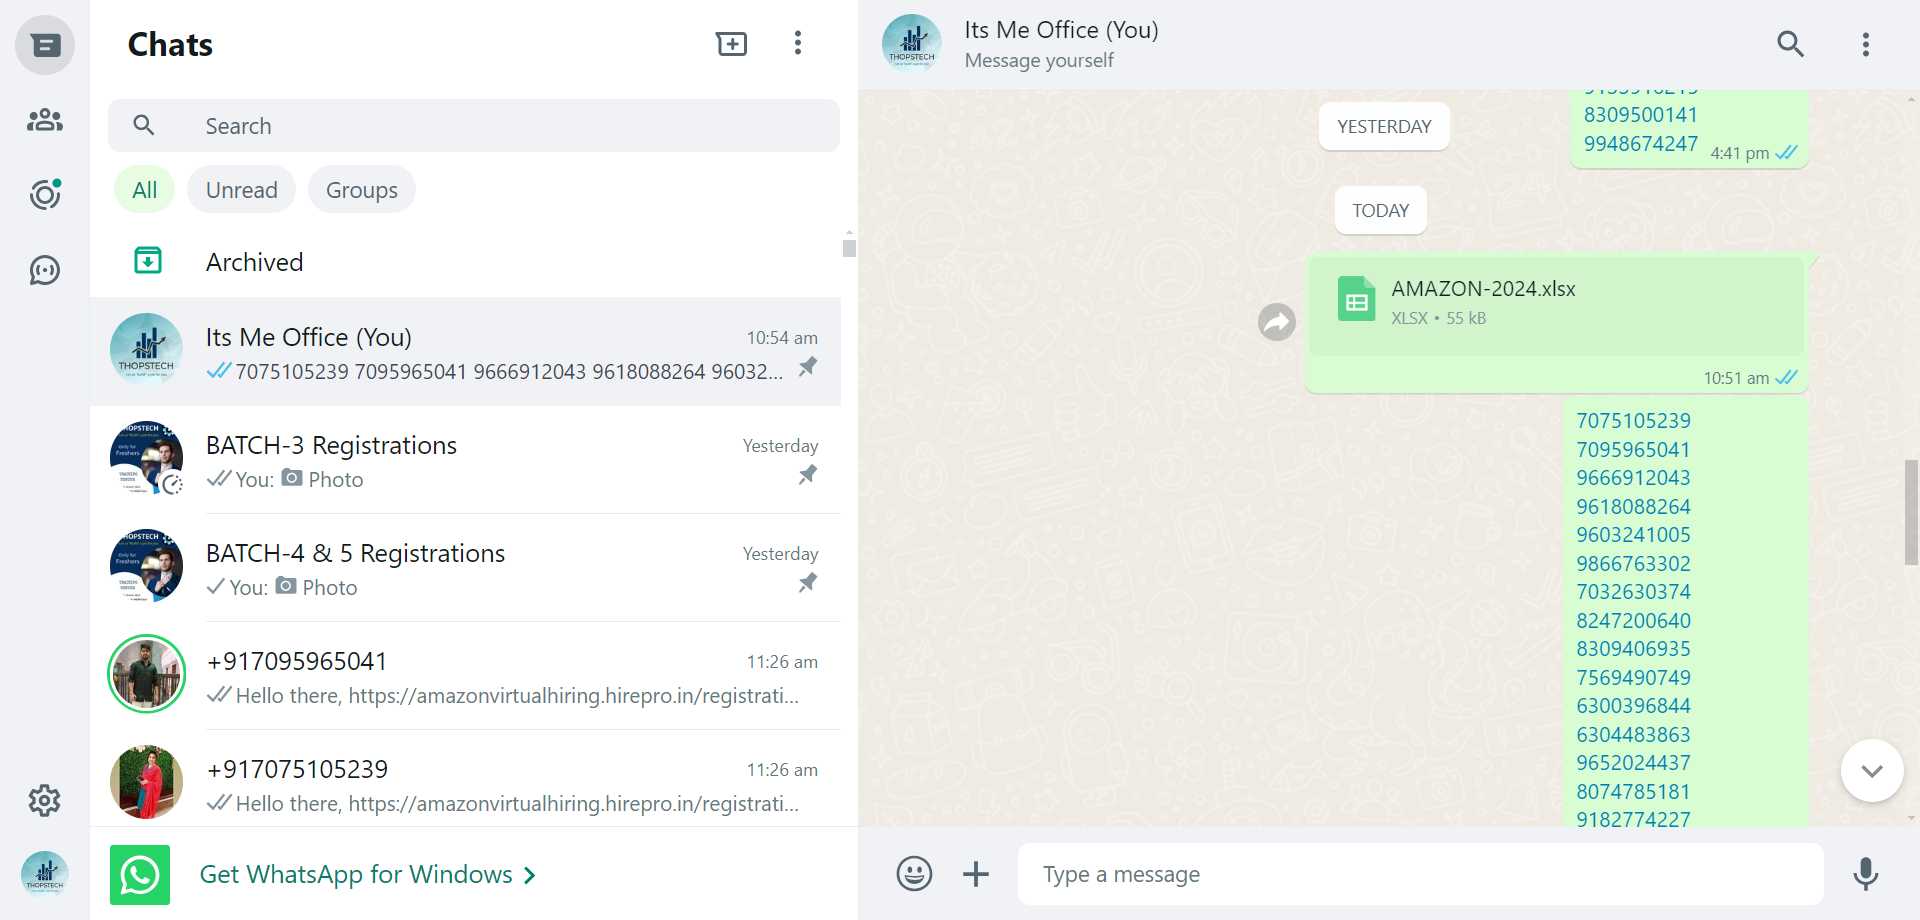 Chats
Search
All
Unread
Groups
Archived
Its Me Office (You)
10:54 am
7075105239 7095965041 9666912043 9618088264 96032...
BATCH-3 Registrations
Yesterday
You: Photo
BATCH-4 & 5 Registrations
Yesterday
You: Photo
+917095965041
11:26 am
Hello there, https://amazonvirtualhiring.hirepro.in/registrati...
+917075105239
11:26 am
Hello there, https://amazonvirtualhiring.hirepro.in/registrati...
Get WhatsApp for Windows
THOPSTECH
Its Me Office (You)
Message yourself
8309500141
9948674247
4:41 pm
YESTERDAY
TODAY
AMAZON-2024.xlsx
XLSX • 55 kB
10:51 am
7075105239
7095965041
9666912043
9618088264
9603241005
9866763302
7032630374
8247200640
8309406935
7569490749
6300396844
6304483863
9652024437
8074785181
9182774227
Type a message